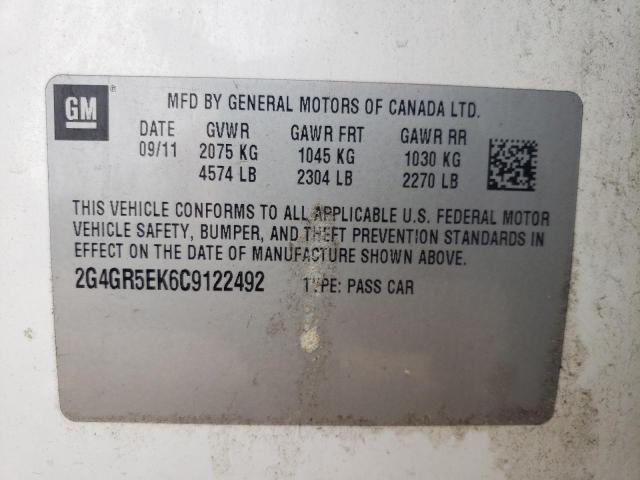 GM®
MFD BY GENERAL MOTORS OF CANADA LTD.
DATE GVWR GAWR FRT GAWR RR
09/11 2075 KG 1045 KG 1030 KG
4574 LB 2304 LB 2270 LB
THIS VEHICLE CONFORMS TO ALL APPLICABLE U.S. FEDERAL MOTOR
VEHICLE SAFETY, BUMPER, AND THEFT PREVENTION STANDARDS IN
EFFECT ON THE DATE OF MANUFACTURE SHOWN ABOVE.
2G4GR5EK6C9122492 TYPE: PASS CAR